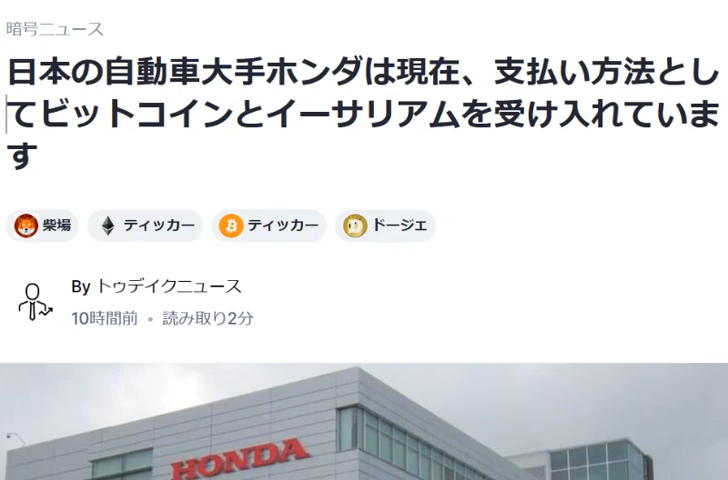 暗号ニュース
日本の自動車大手ホンダは現在、支払い方法とし
てビットコインとイーサリアムを受け入れていま
す
柴場 ティッカー ティッカー ドージェ
By トゥデイクニュース
10時間前 • 読み取り2分
HONDA